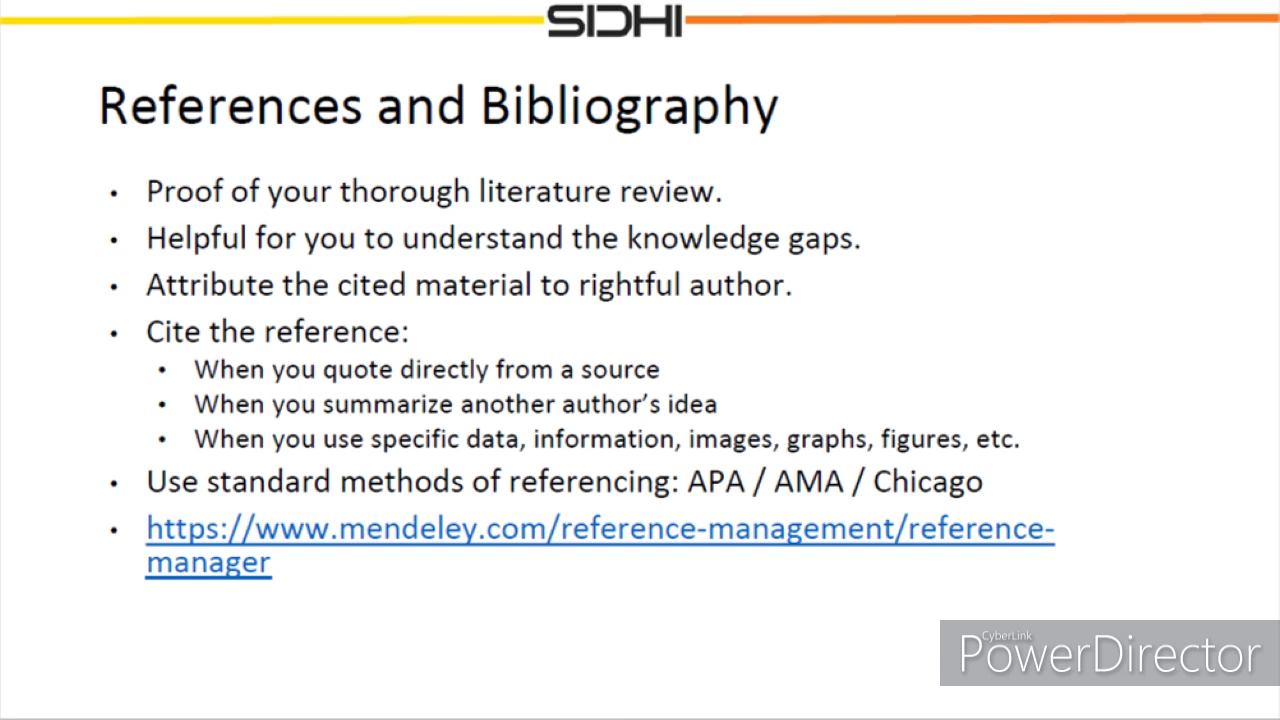 SIDHI
References and Bibliography
• Proof of your thorough literature review.
• Helpful for you to understand the knowledge gaps.
• Attribute the cited material to rightful author.
• Cite the reference:
• When you quote directly from a source
• When you summarize another author’s idea
• When you use specific data, information, images, graphs, figures, etc.
• Use standard methods of referencing: APA / AMA / Chicago
• https://www.mendeley.com/reference-management/reference-
manager
CyberLink
PowerDirector